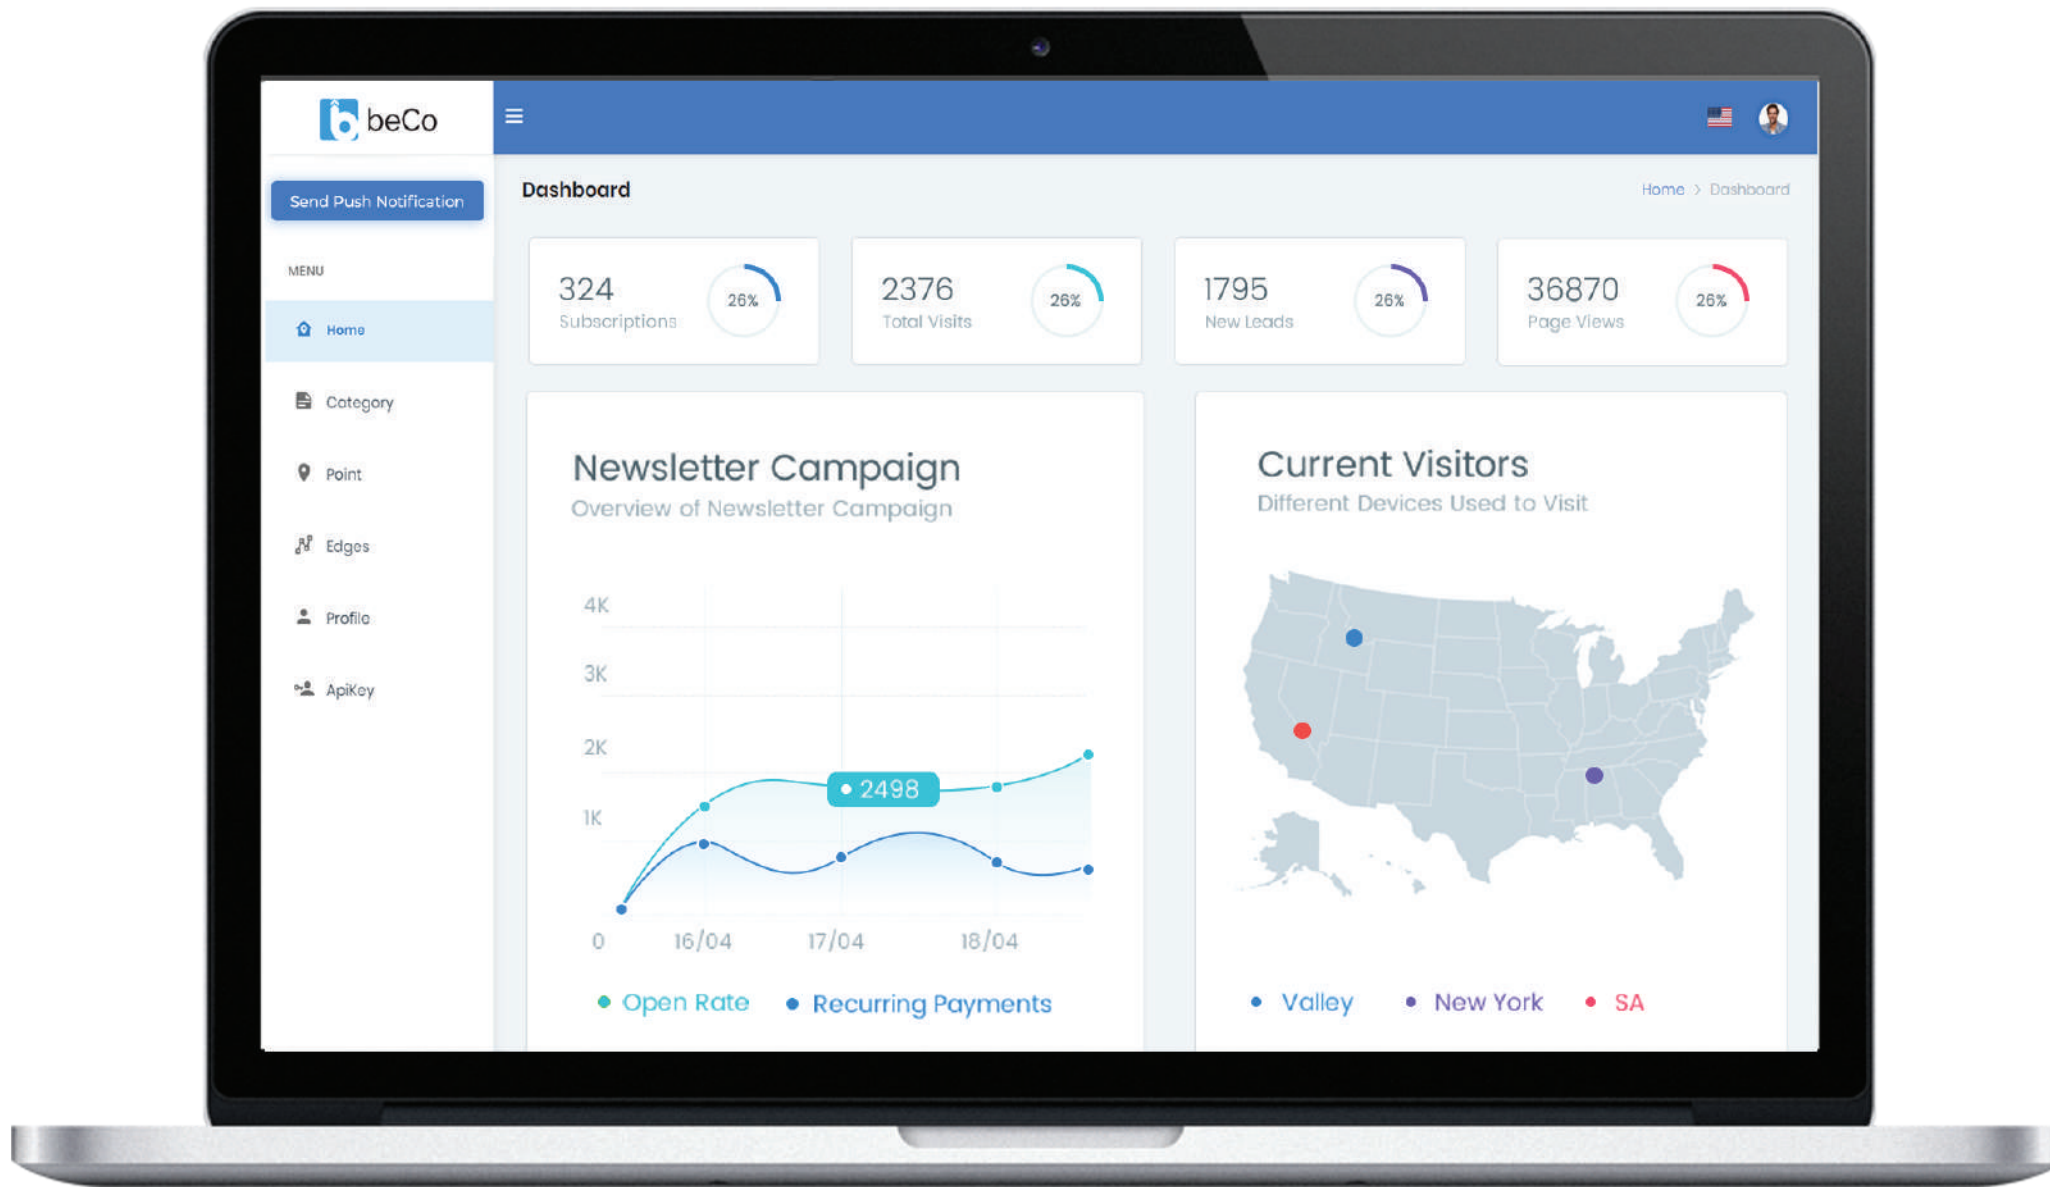 beCo
Send Push Notification
Dashboard
Home > Dashboard
MENU
Home
Category
Point
Edges
Profile
ApiKey
324
Subscriptions
26%
2376
Total Visits
26%
1795
New Leads
26%
36870
Page Views
26%
Newsletter Campaign
Overview of Newsletter Campaign
4K
3K
2K
1K
2498
0 16/04 17/04 18/04
Open Rate Recurring Payments
Current Visitors
Different Devices Used to Visit
Valley New York SA